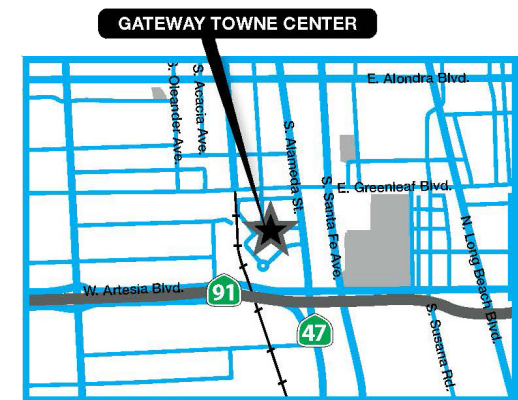 GATEWAY TOWNE CENTER
E. Alondra Blvd.
S. Oleander Ave.
S. Acacia Ave.
S. Alameda St.
S. Santa Fe Ave.
E. Greenleaf Blvd.
N. Long Beach Blvd.
W. Artesia Blvd.
91
47
S. Susana Rd.